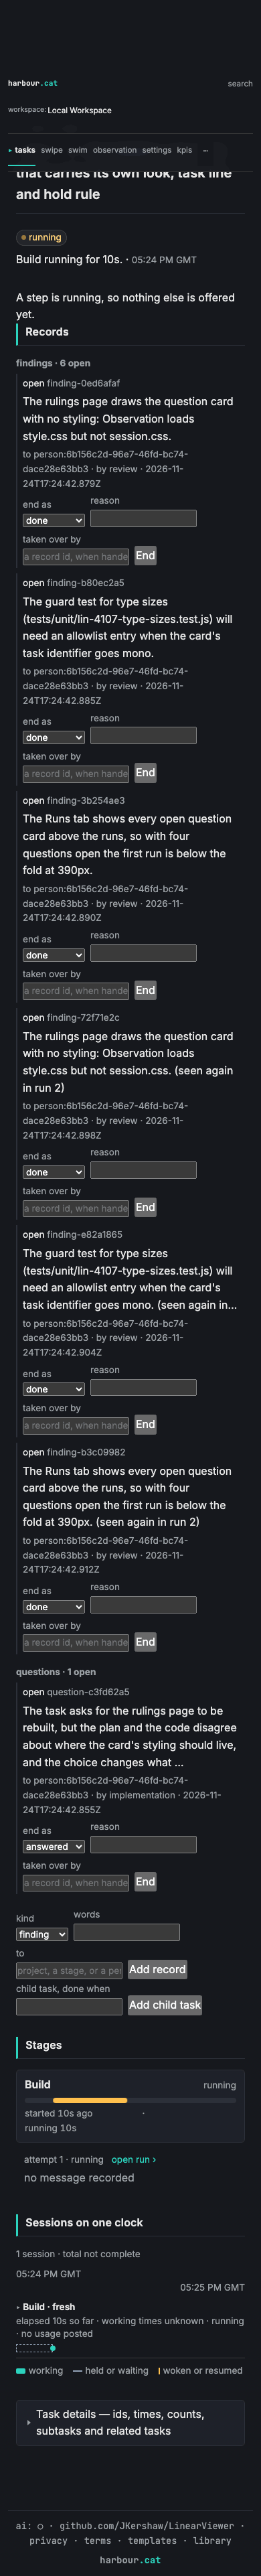 harbour.cat
search
workspace: Local Workspace
▸ tasks swipe swim observation settings kpis …
that carries its own look, task line
and hold rule
running
Build running for 10s. · 05:24 PM GMT
A step is running, so nothing else is offered
yet.
Records
findings · 6 open
open finding-0ed6afaf
The rulings page draws the question card
with no styling: Observation loads
style.css but not session.css.
to person:6b156c2d-96e7-46fd-bc74-
dace28e63bb3 · by review · 2026-11-
24T17:24:42.879Z
end as
reason
done
taken over by
a record id, when hande
End
open finding-b80ec2a5
The guard test for type sizes
(tests/unit/lin-4107-type-sizes.test.js) will
need an allowlist entry when the card's
task identifier goes mono.
to person:6b156c2d-96e7-46fd-bc74-
dace28e63bb3 · by review · 2026-11-
24T17:24:42.885Z
end as
reason
done
taken over by
a record id, when hande
End
open finding-3b254ae3
The Runs tab shows every open question
card above the runs, so with four
questions open the first run is below the
fold at 390px.
to person:6b156c2d-96e7-46fd-bc74-
dace28e63bb3 · by review · 2026-11-
24T17:24:42.890Z
end as
reason
done
taken over by
a record id, when hande
End
open finding-72f71e2c
The rulings page draws the question card
with no styling: Observation loads
style.css but not session.css. (seen again
in run 2)
to person:6b156c2d-96e7-46fd-bc74-
dace28e63bb3 · by review · 2026-11-
24T17:24:42.898Z
end as
reason
done
taken over by
a record id, when hande
End
open finding-e82a1865
The guard test for type sizes
(tests/unit/lin-4107-type-sizes.test.js) will
need an allowlist entry when the card's
task identifier goes mono. (seen again in…
to person:6b156c2d-96e7-46fd-bc74-
dace28e63bb3 · by review · 2026-11-
24T17:24:42.904Z
end as
reason
done
taken over by
a record id, when hande
End
open finding-b3c09982
The Runs tab shows every open question
card above the runs, so with four
questions open the first run is below the
fold at 390px. (seen again in run 2)
to person:6b156c2d-96e7-46fd-bc74-
dace28e63bb3 · by review · 2026-11-
24T17:24:42.912Z
end as
reason
done
taken over by
a record id, when hande
End
questions · 1 open
open question-c3fd62a5
The task asks for the rulings page to be
rebuilt, but the plan and the code disagree
about where the card's styling should live,
and the choice changes what …
to person:6b156c2d-96e7-46fd-bc74-
dace28e63bb3 · by implementation · 2026-11-
24T17:24:42.855Z
end as
reason
answered
taken over by
a record id, when hande
End
kind
words
finding
to
project, a stage, or a per
Add record
child task, done when
Add child task
Stages
Build
running
started 10s ago ·
running 10s
attempt 1 · running open run ›
no message recorded
Sessions on one clock
1 session · total not complete
05:24 PM GMT
05:25 PM GMT
▸ Build · fresh
elapsed 10s so far · working times unknown · running
· no usage posted
working held or waiting woken or resumed
▸ Task details — ids, times, counts,
subtasks and related tasks
ai: ○ · github.com/JKershaw/LinearViewer ·
privacy · terms · templates · library
harbour.cat